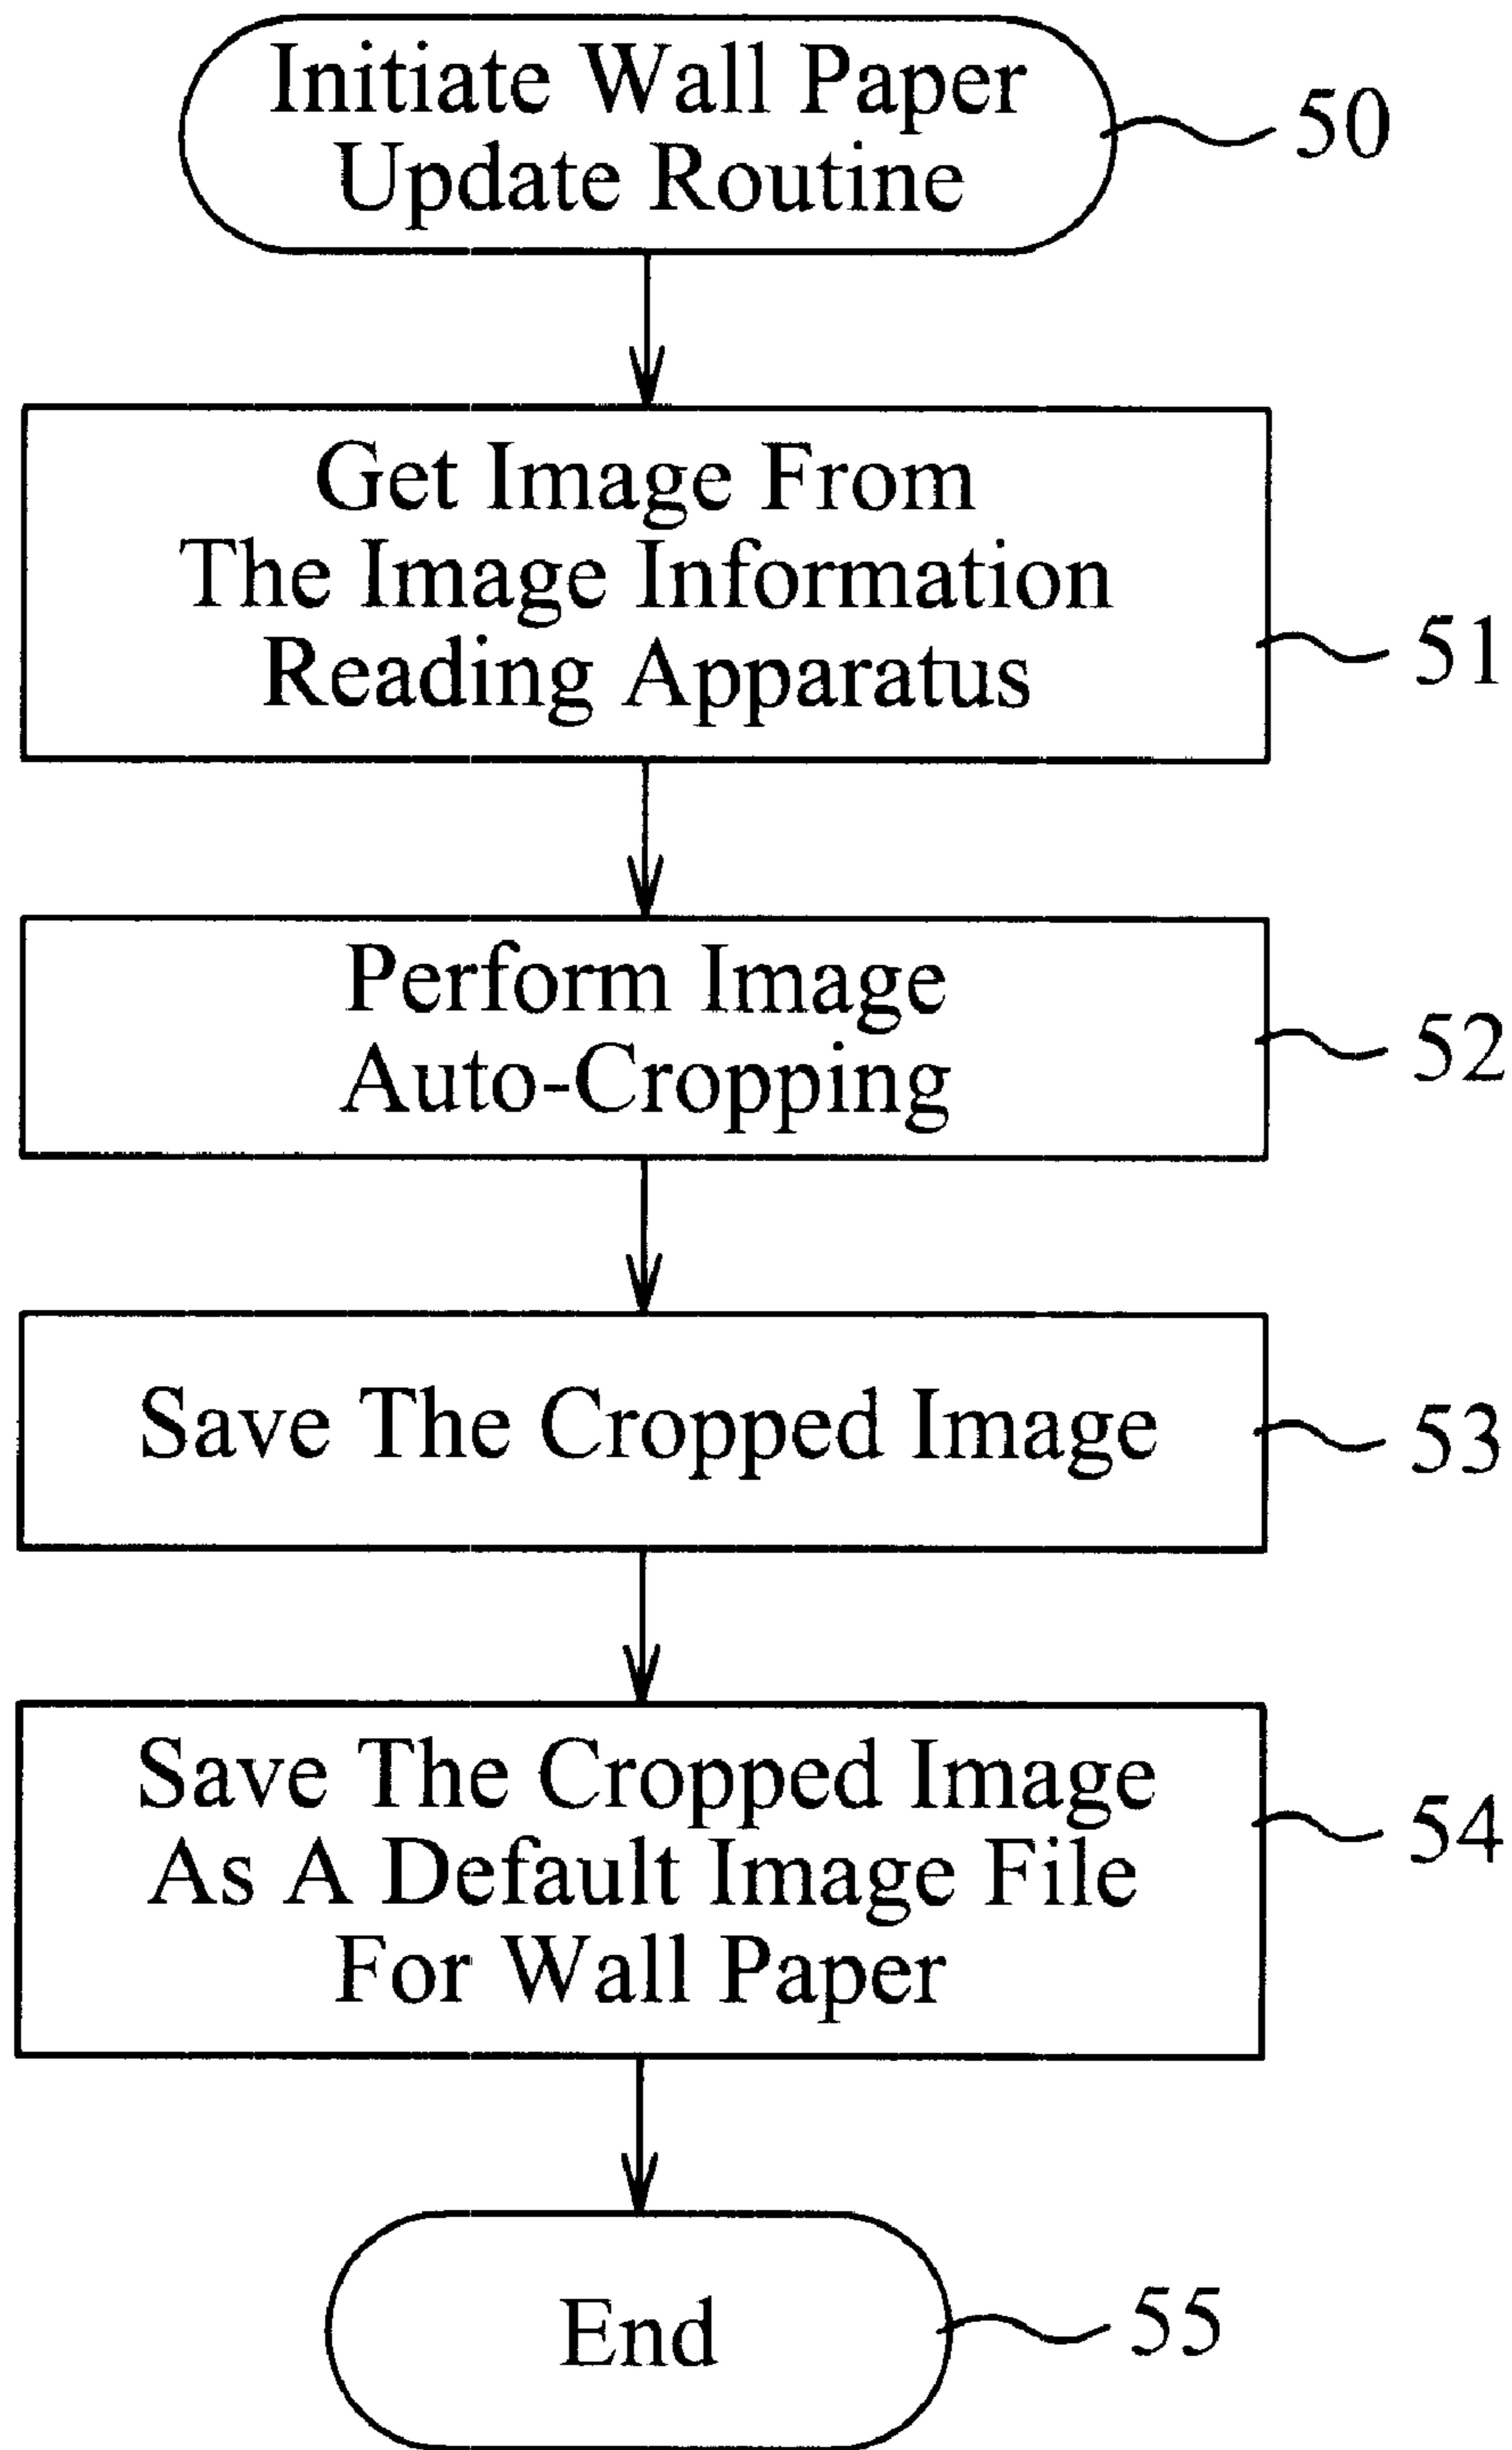 Initiate Wall Paper
Update Routine
50
Get Image From
The Image Information
Reading Apparatus
51
Perform Image
Auto-Cropping
52
Save The Cropped Image
53
Save The Cropped Image
As A Default Image File
For Wall Paper
54
End
55